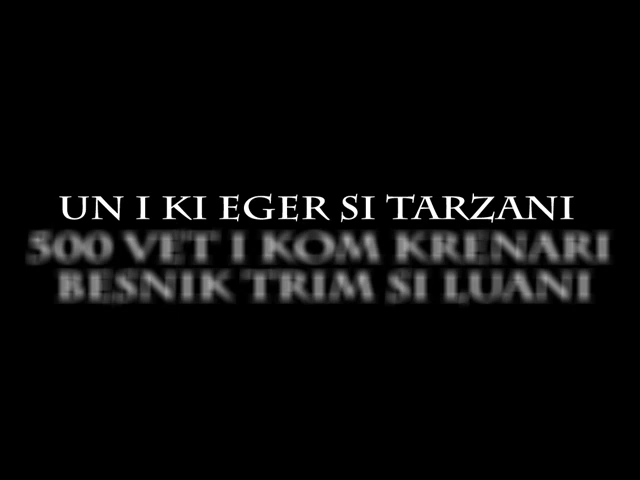 UN I KI EGER SI TARZANI
500 VET I KOM KRENARI
BESNIK TRIM SI LUANI